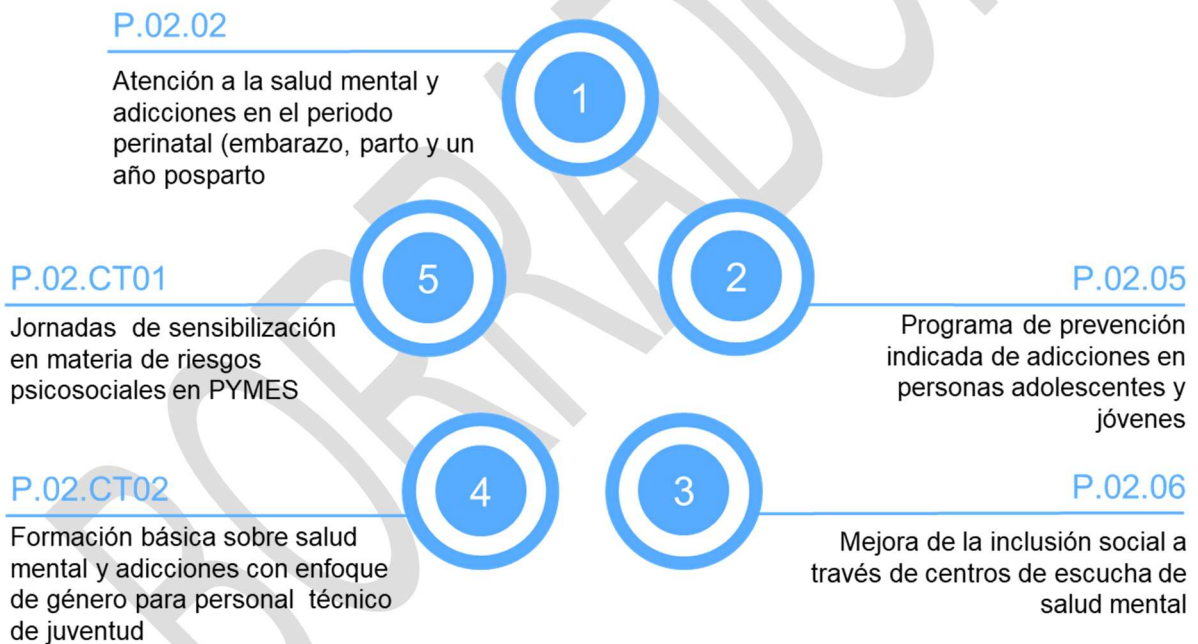 P.02.02
Atención a la salud mental y
adicciones en el periodo
perinatal (embarazo, parto y un
año posparto
1
P.02.05
2
Programa de prevención
indicada de adicciones en
personas adolescentes y
jóvenes
P.02.06
3
Mejora de la inclusión social a
través de centros de escucha de
salud mental
P.02.CT02
4
Formación básica sobre salud
mental y adicciones con enfoque
de género para personal técnico
de juventud
P.02.CT01
5
Jornadas de sensibilización
en materia de riesgos
psicosociales en PYMES
BORRADOR